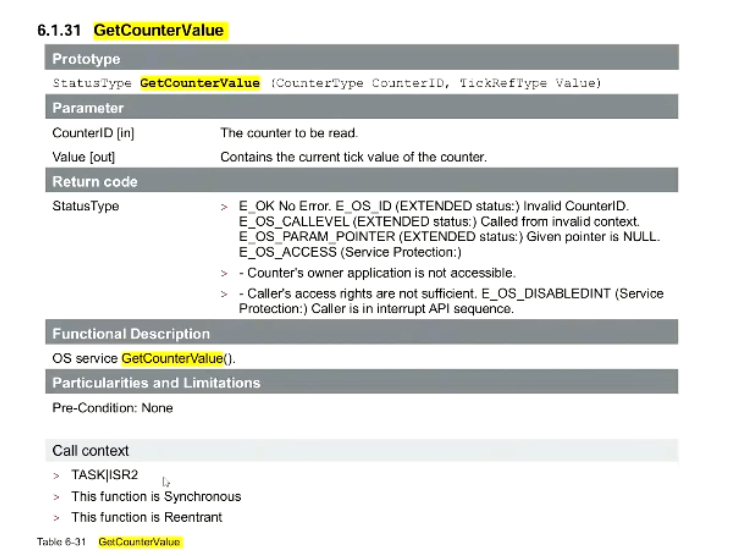 6.1.31 GetCounterValue
Prototype
StatusType GetCounterValue (CounterType CounterID, TickRefType Value)
Parameter
CounterID [in] The counter to be read.
Value [out] Contains the current tick value of the counter.
Return code
StatusType > E_OK No Error. E_OS_ID (EXTENDED status:) Invalid CounterID.
E_OS_CALLEVEL (EXTENDED status:) Called from invalid context.
E_OS_PARAM_POINTER (EXTENDED status:) Given pointer is NULL.
E_OS_ACCESS (Service Protection:)
> - Counter's owner application is not accessible.
> - Caller's access rights are not sufficient. E_OS_DISABLEDINT (Service
Protection:) Caller is in interrupt API sequence.
Functional Description
OS service GetCounterValue().
Particularities and Limitations
Pre-Condition: None
Call context
> TASK|ISR2
> This function is Synchronous
> This function is Reentrant
Table 6-31 GetCounterValue